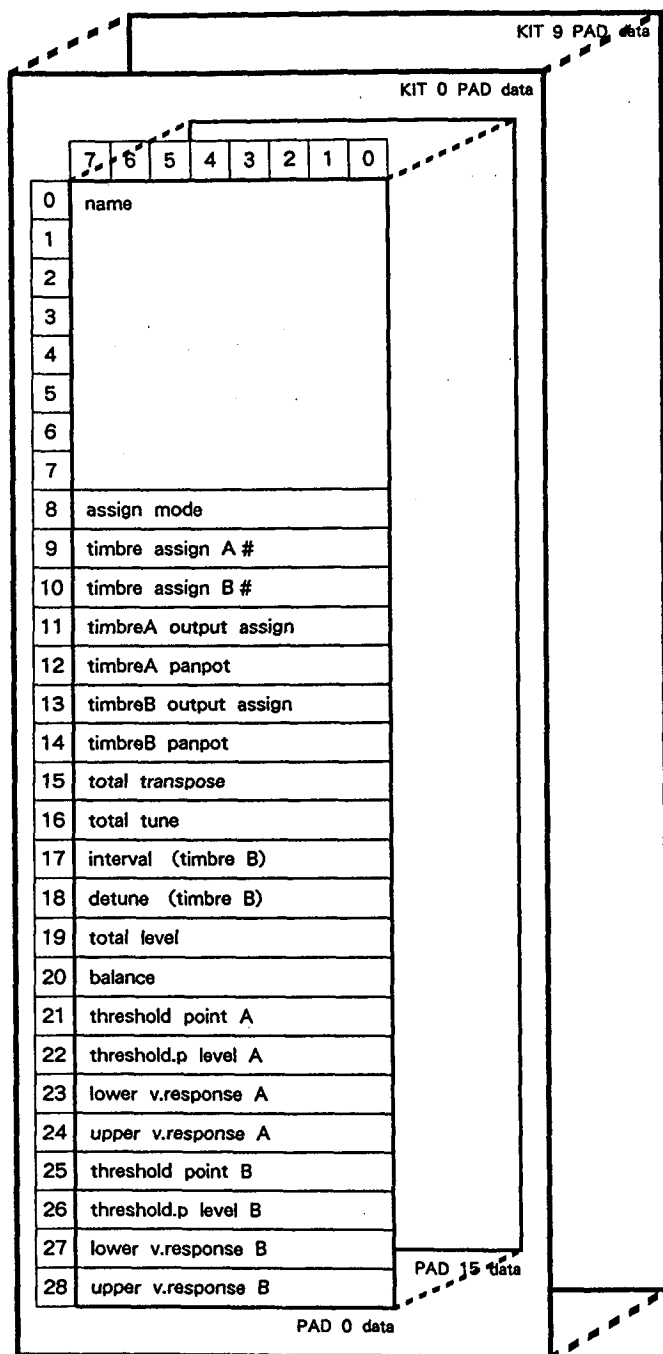 KIT 9 PAD data
KIT 0 PAD data
7 6 5 4 3 2 1 0
0 name
1
2
3
4
5
6
7
8 assign mode
9 timbre assign A #
10 timbre assign B #
11 timbreA output assign
12 timbreA panpot
13 timbreB output assign
14 timbreB panpot
15 total transpose
16 total tune
17 interval (timbre B)
18 detune (timbre B)
19 total level
20 balance
21 threshold point A
22 threshold.p level A
23 lower v.response A
24 upper v.response A
25 threshold point B
26 threshold.p level B
27 lower v.response B
28 upper v.response B
PAD 15 data
PAD 0 data